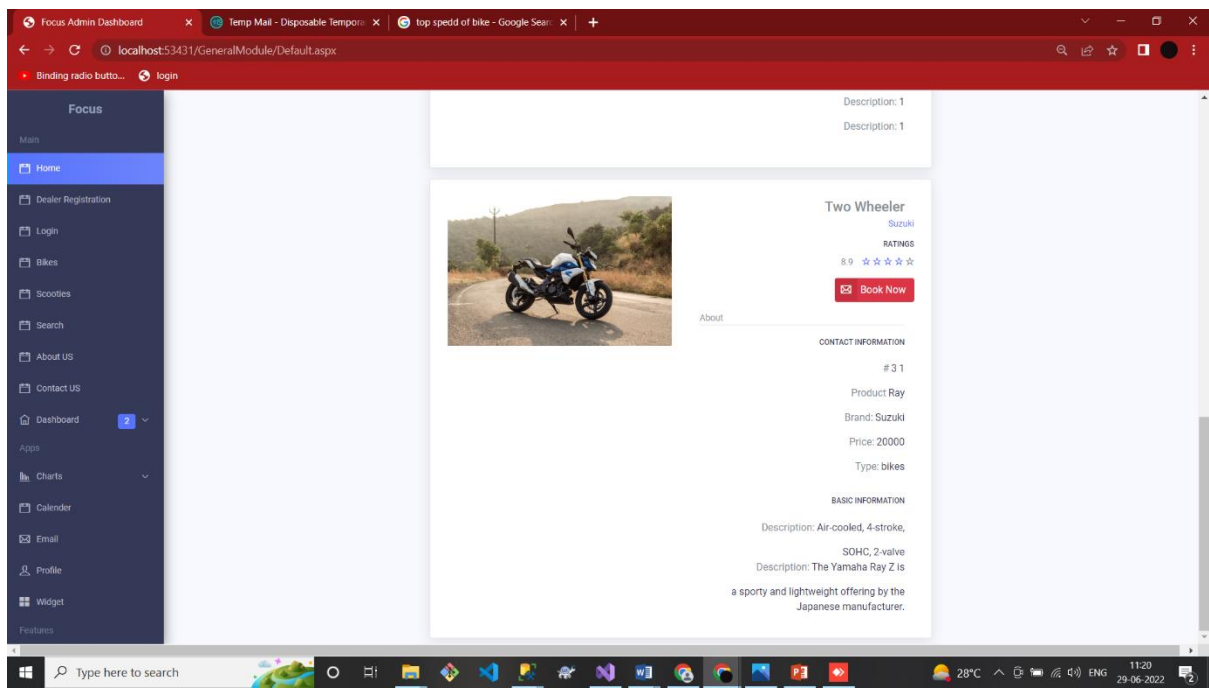 Focus Admin Dashboard
Temp Mail - Disposable Tempora
top spedd of bike - Google Searc
localhost:53431/GeneralModule/Default.aspx
Binding radio butto...
login
Focus
Main
Home
Dealer Registration
Login
Bikes
Scooties
Search
About US
Contact US
Dashboard 2
Apps
Charts
Calender
Email
Profile
Widget
Features
Description: 1
Description: 1
Two Wheeler
Suzuki
RATINGS
8.9
Book Now
About
CONTACT INFORMATION
# 3 1
Product Ray
Brand: Suzuki
Price: 20000
Type: bikes
BASIC INFORMATION
Description: Air-cooled, 4-stroke,
SOHC, 2-valve
Description: The Yamaha Ray Z is
a sporty and lightweight offering by the
Japanese manufacturer.
Type here to search
28°C
ENG
11:20
29-06-2022
2